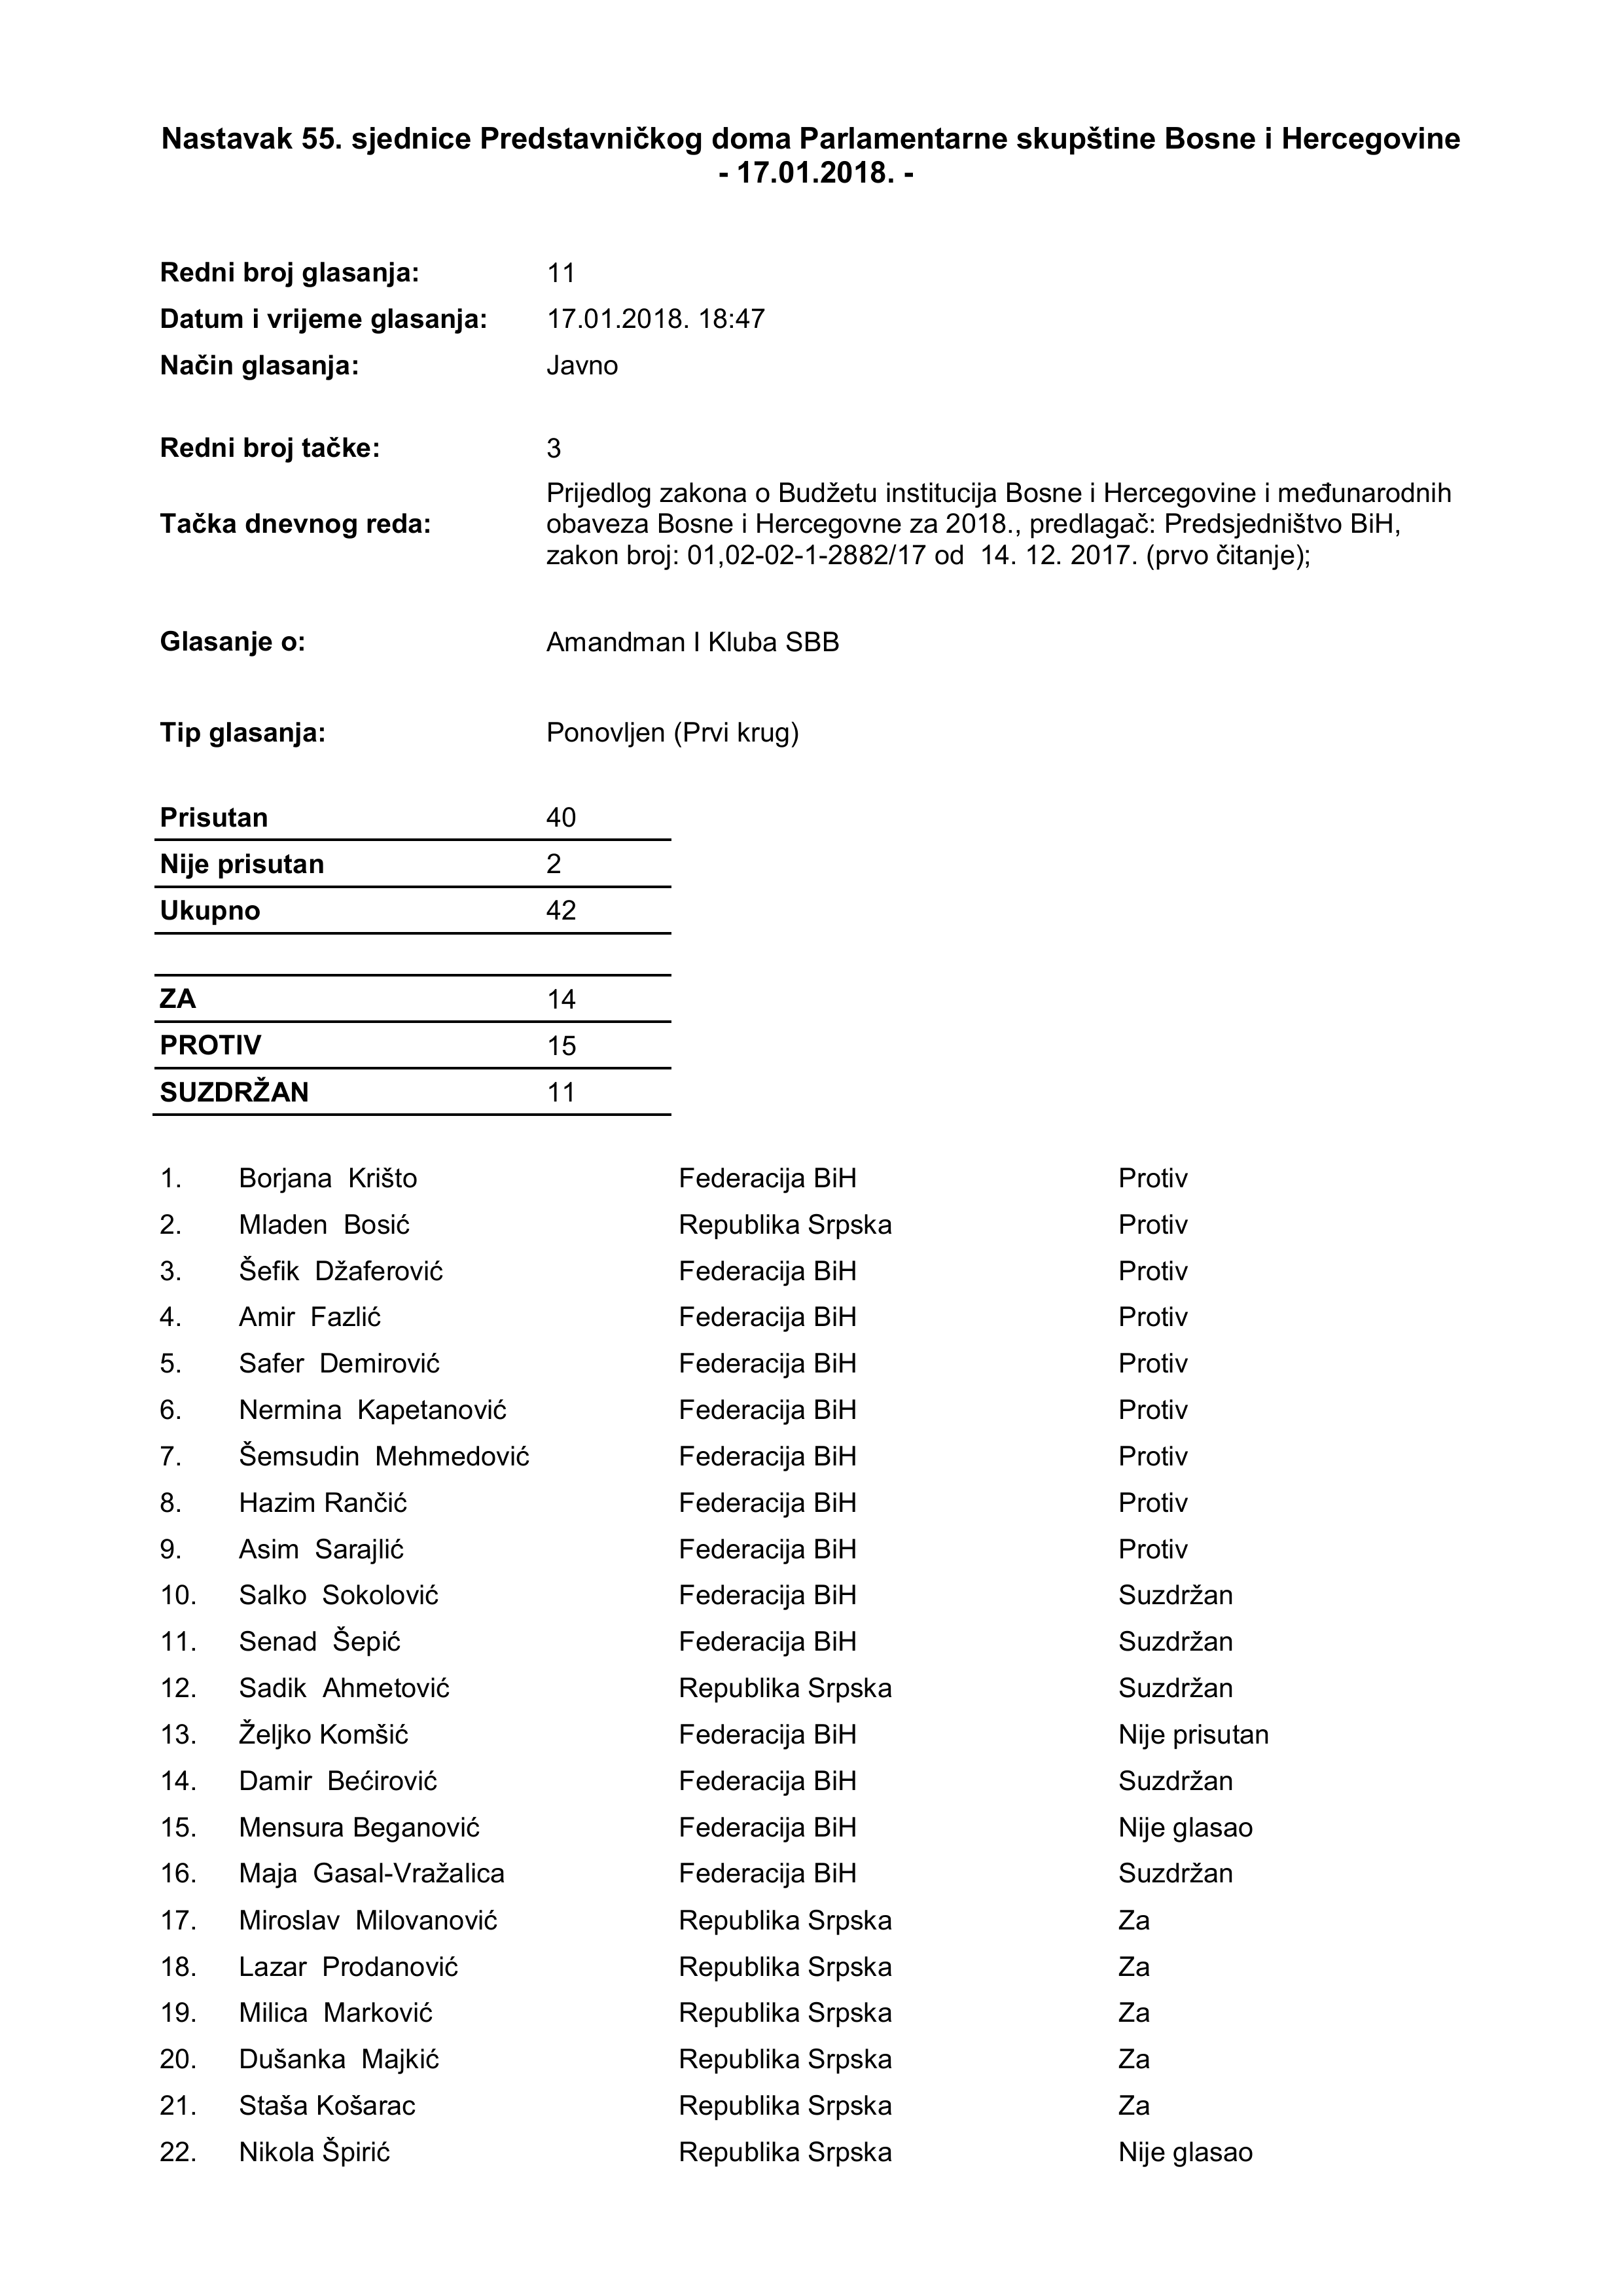 Nastavak 55. sjednice Predstavničkog doma Parlamentarne skupštine Bosne i Hercegovine
- 17.01.2018. -
Redni broj glasanja: 11
Datum i vrijeme glasanja: 17.01.2018. 18:47
Način glasanja: Javno
Redni broj tačke: 3
Prijedlog zakona o Budžetu institucija Bosne i Hercegovine i međunarodnih
Tačka dnevnog reda: obaveza Bosne i Hercegovne za 2018., predlagač: Predsjedništvo BiH,
zakon broj: 01,02-02-1-2882/17 od 14. 12. 2017. (prvo čitanje);
Glasanje o: Amandman I Kluba SBB
Tip glasanja: Ponovljen (Prvi krug)
Prisutan 40
Nije prisutan 2
Ukupno 42
ZA 14
PROTIV 15
SUZDRŽAN 11
1. Borjana Krišto Federacija BiH Protiv
2. Mladen Bosić Republika Srpska Protiv
3. Šefik Džaferović Federacija BiH Protiv
4. Amir Fazlić Federacija BiH Protiv
5. Safer Demirović Federacija BiH Protiv
6. Nermina Kapetanović Federacija BiH Protiv
7. Šemsudin Mehmedović Federacija BiH Protiv
8. Hazim Rančić Federacija BiH Protiv
9. Asim Sarajlić Federacija BiH Protiv
10. Salko Sokolović Federacija BiH Suzdržan
11. Senad Šepić Federacija BiH Suzdržan
12. Sadik Ahmetović Republika Srpska Suzdržan
13. Željko Komšić Federacija BiH Nije prisutan
14. Damir Bećirović Federacija BiH Suzdržan
15. Mensura Beganović Federacija BiH Nije glasao
16. Maja Gasal-Vražalica Federacija BiH Suzdržan
17. Miroslav Milovanović Republika Srpska Za
18. Lazar Prodanović Republika Srpska Za
19. Milica Marković Republika Srpska Za
20. Dušanka Majkić Republika Srpska Za
21. Staša Košarac Republika Srpska Za
22. Nikola Špirić Republika Srpska Nije glasao